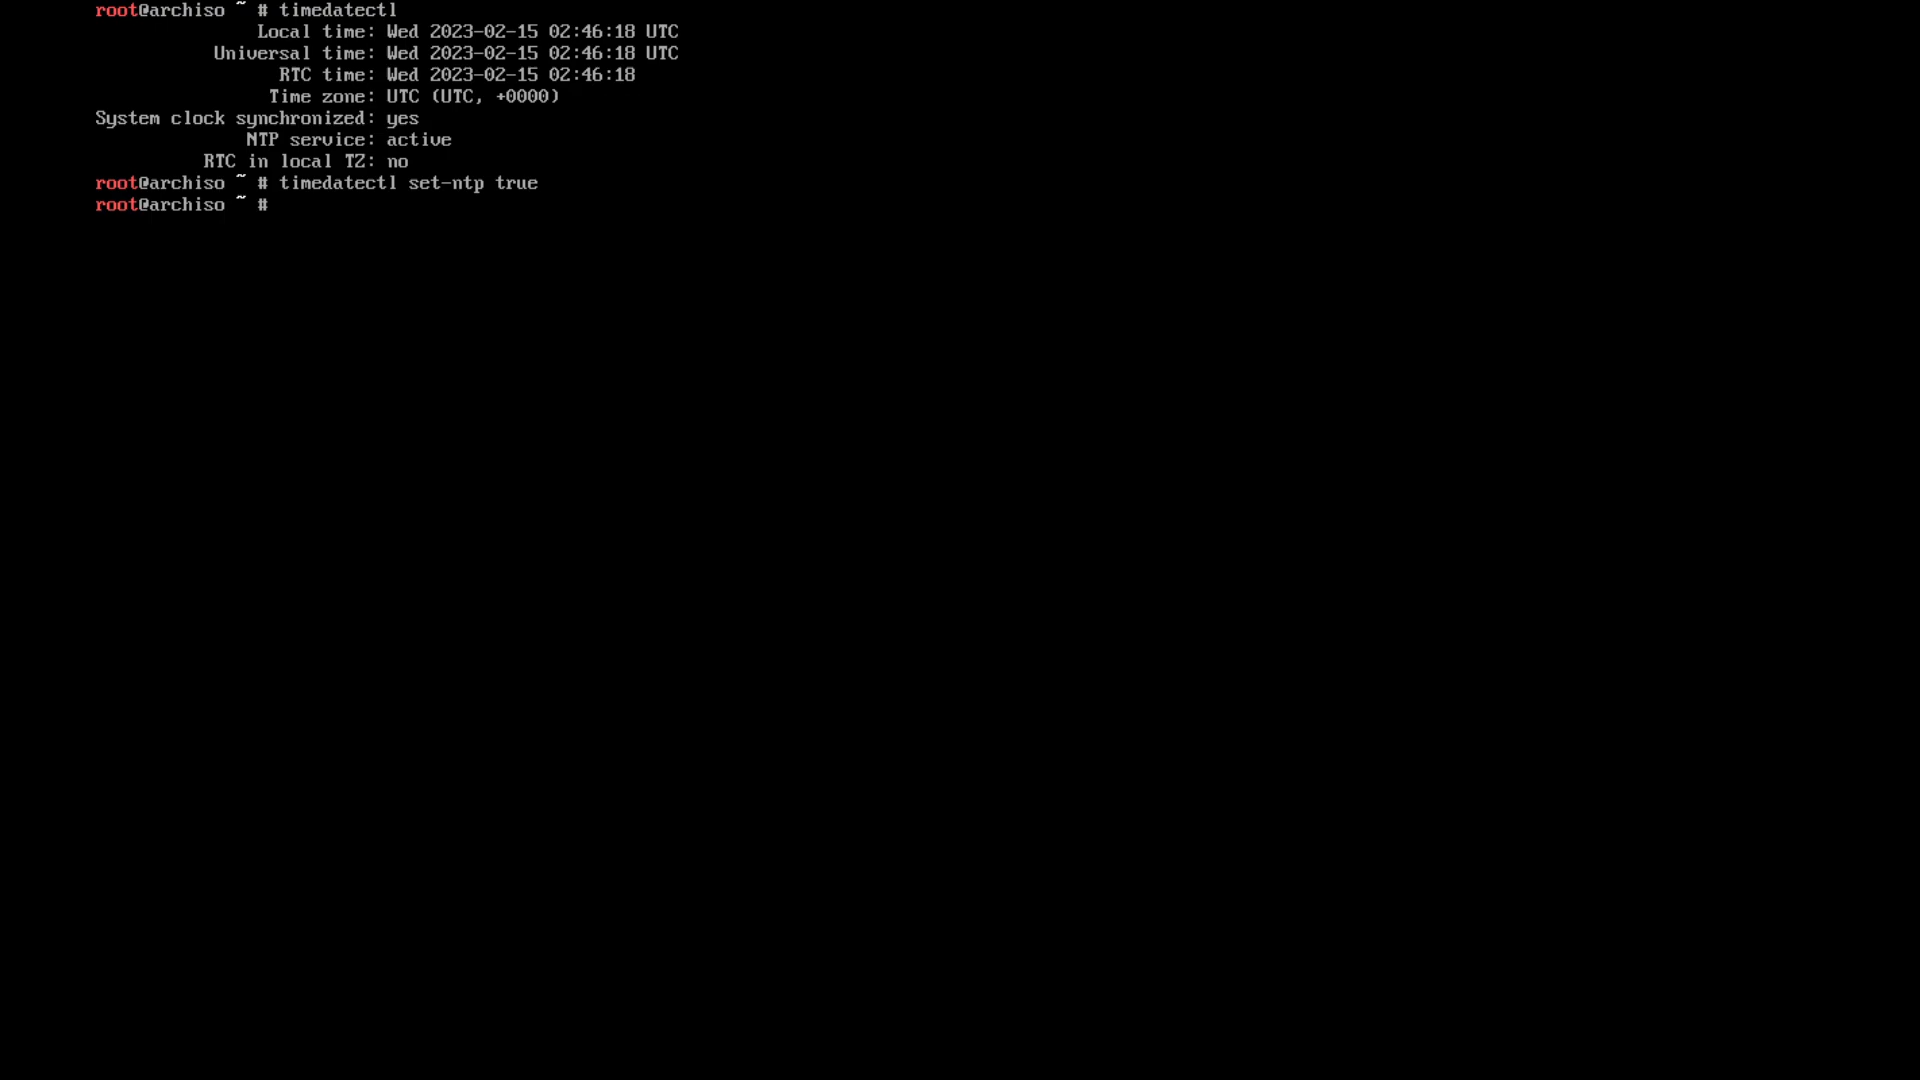 root@archiso ~ # timedatectl
Local time: Wed 2023-02-15 02:46:18 UTC
Universal time: Wed 2023-02-15 02:46:18 UTC
RTC time: Wed 2023-02-15 02:46:18
Time zone: UTC (UTC, +0000)
System clock synchronized: yes
NTP service: active
RTC in local TZ: no
root@archiso ~ # timedatectl set-ntp true
root@archiso ~ #